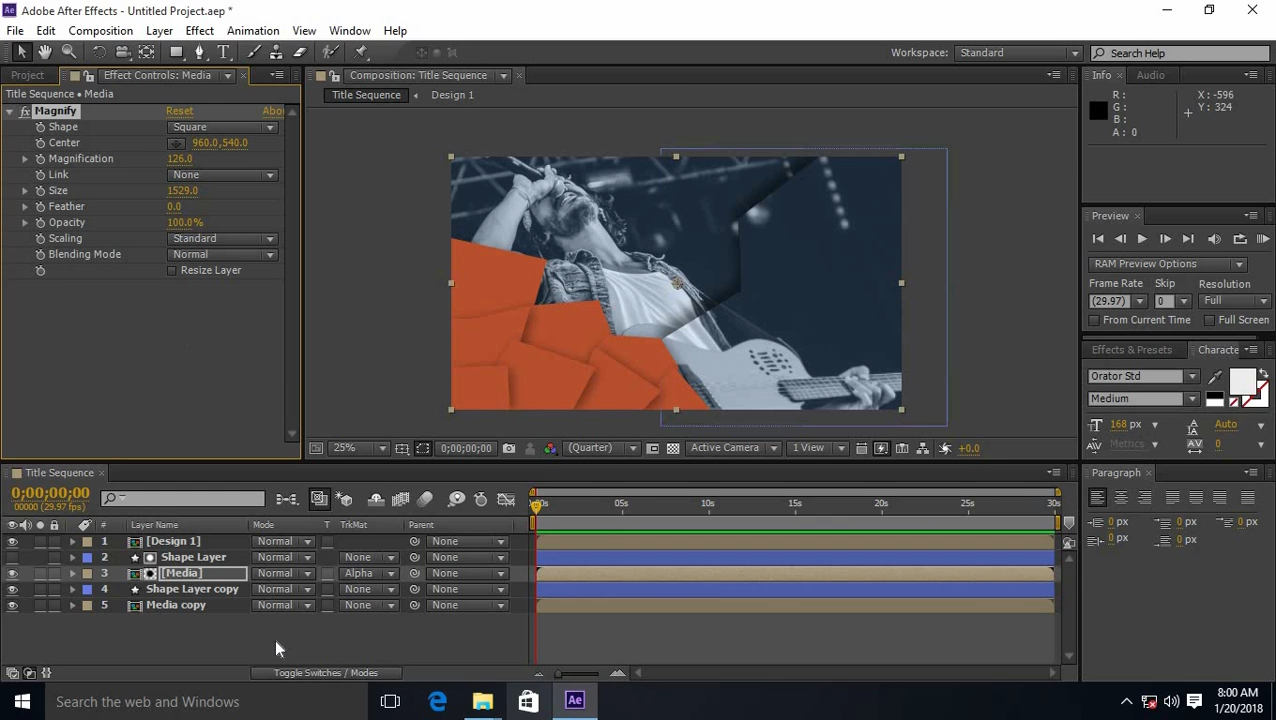 Adobe After Effects - Untitled Project.aep *
File Edit Composition Layer Effect Animation View Window Help
Workspace: Standard Search Help
Project Effect Controls: Media Composition: Title Sequence Info Audio
Title Sequence • Media
Title Sequence Design 1
fx Magnify Reset Abo
Shape Square
Center 960.0,540.0
Magnification 126.0
Link None
Size 1529.0
Feather 0.0
Opacity 100.0%
Scaling Standard
Blending Mode Normal
Resize Layer
R: X: -596
G: Y: 324
B:
A: 0
Preview
RAM Preview Options
Frame Rate Skip Resolution
(29.97) 0 Full
From Current Time Full Screen
Effects & Presets Characte
Orator Std
Medium
168 px Auto
Metrics 0
25% 0;00;00;00 (Quarter) Active Camera 1 View +0.0
Title Sequence
0;00;00;00
00000 (29.97 fps)
05s 10s 15s 20s 25s 30s
# Layer Name Mode T TrkMat Parent
1 [Design 1] Normal None
2 Shape Layer Normal None None
3 [Media] Normal Alpha None
4 Shape Layer copy Normal None None
5 Media copy Normal None None
Toggle Switches / Modes
Paragraph
0 px 0 px 0 px
0 px 0 px
Search the web and Windows
Ae
8:00 AM
1/20/2018